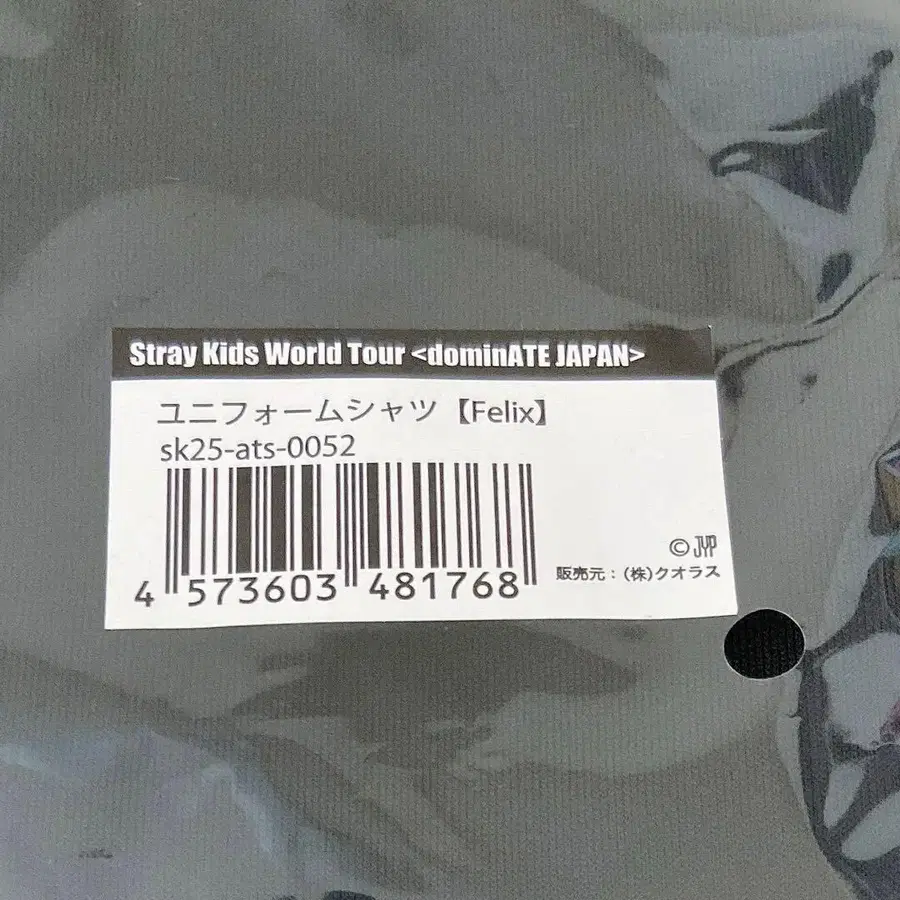 Stray Kids World Tour <dominATE JAPAN>
ユニフォームシャツ【Felix】
sk25-ats-0052
4 573603 481768
© JYP
販売元：(株)クオラス